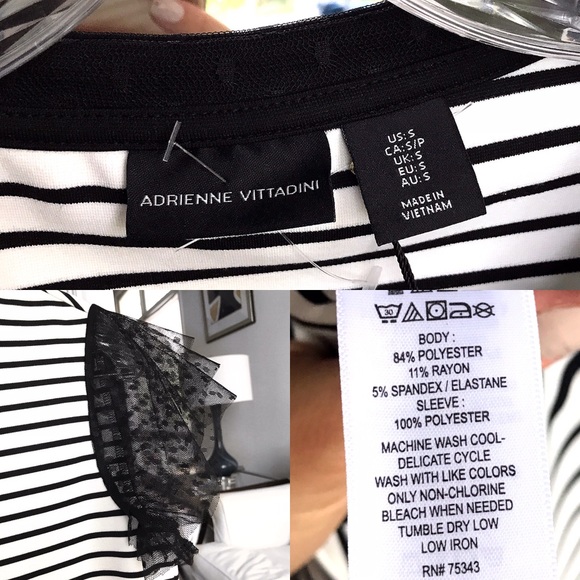 ADRIENNE VITTADINI
US: S
CA: S/P
UK: S
EU: S
AU: S
MADE IN
VIETNAM
30
BODY :
84% POLYESTER
11% RAYON
5% SPANDEX / ELASTANE
SLEEVE :
100% POLYESTER
MACHINE WASH COOL-
DELICATE CYCLE
WASH WITH LIKE COLORS
ONLY NON-CHLORINE
BLEACH WHEN NEEDED
TUMBLE DRY LOW
LOW IRON
RN# 75343